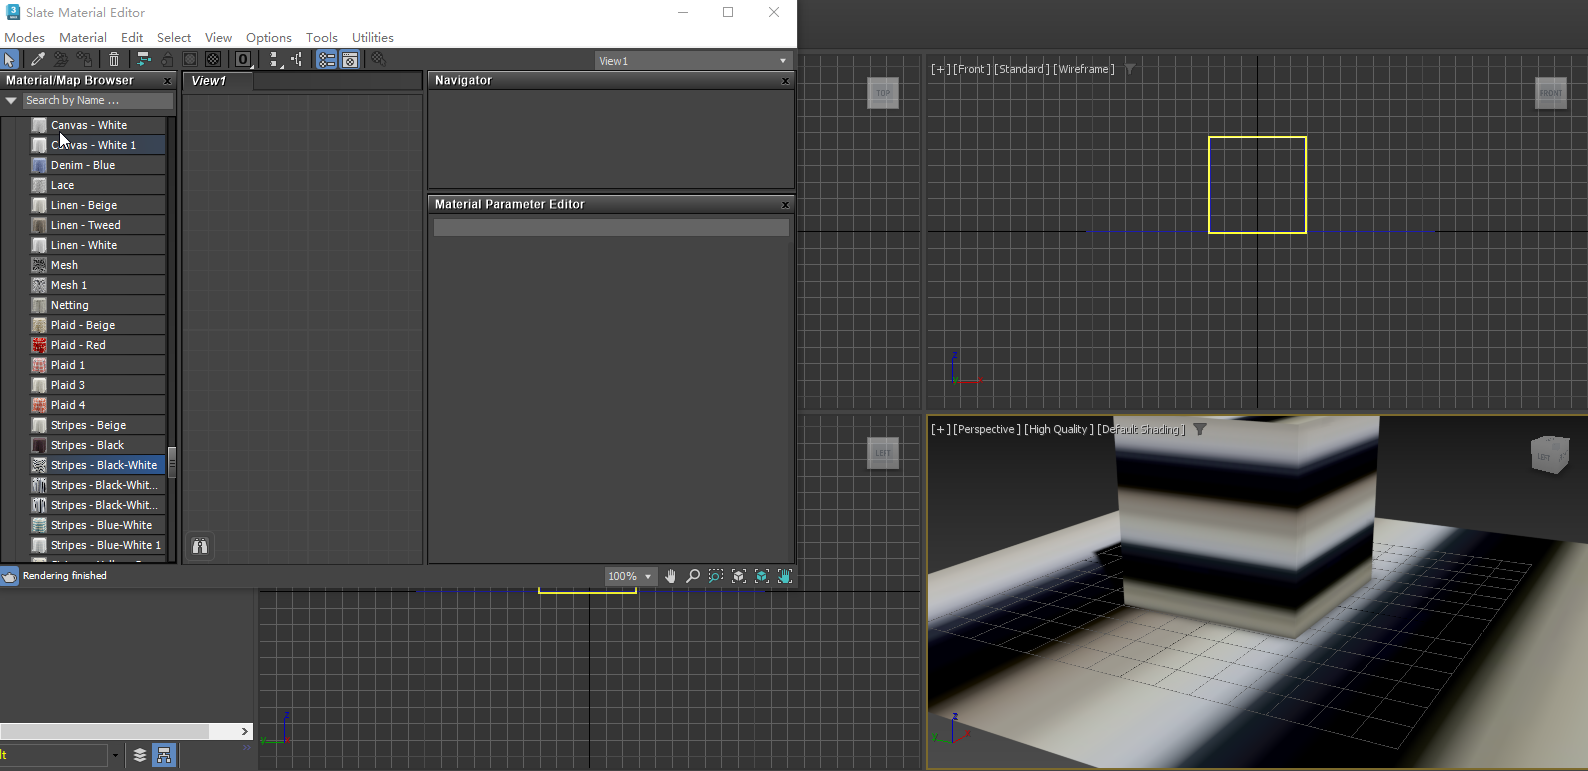 Slate Material Editor
Modes Material Edit Select View Options Tools Utilities
View1
Material/Map Browser
Search by Name ...
Canvas - White
Canvas - White 1
Denim - Blue
Lace
Linen - Beige
Linen - Tweed
Linen - White
Mesh
Mesh 1
Netting
Plaid - Beige
Plaid - Red
Plaid 1
Plaid 3
Plaid 4
Stripes - Beige
Stripes - Black
Stripes - Black-White
Stripes - Black-Whit...
Stripes - Black-Whit...
Stripes - Blue-White
Stripes - Blue-White 1
Rendering finished
View1
Navigator
Material Parameter Editor
100%
TOP
[+] [Front ] [Standard ] [Wireframe ]
FRONT
LEFT
[+] [Perspective ] [High Quality ] [Default Shading ]
LEFT
z
z
y
z
y
x
lt